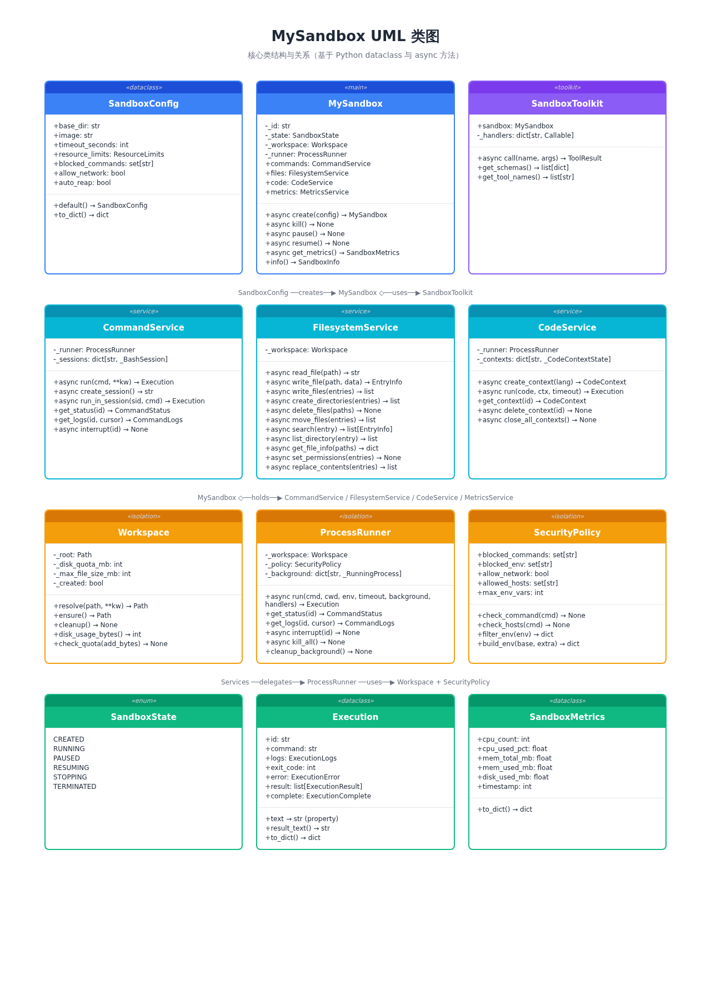 MySandbox UML 类图
核心类结构与关系（基于 Python dataclass 与 async 方法）
«dataclass»
SandboxConfig
+base_dir: str
+image: str
+timeout_seconds: int
+resource_limits: ResourceLimits
+blocked_commands: set[str]
+allow_network: bool
+auto_reap: bool
+default() → SandboxConfig
+to_dict() → dict
«main»
MySandbox
-_id: str
-_state: SandboxState
-_workspace: Workspace
-_runner: ProcessRunner
+commands: CommandService
+files: FilesystemService
+code: CodeService
+metrics: MetricsService
+async create(config) → MySandbox
+async kill() → None
+async pause() → None
+async resume() → None
+async get_metrics() → SandboxMetrics
+info() → SandboxInfo
«toolkit»
SandboxToolkit
+sandbox: MySandbox
-_handlers: dict[str, Callable]
+async call(name, args) → ToolResult
+get_schemas() → list[dict]
+get_tool_names() → list[str]
SandboxConfig ──creates──▶ MySandbox ◇──uses──▶ SandboxToolkit
«service»
CommandService
-_runner: ProcessRunner
-_sessions: dict[str, _BashSession]
+async run(cmd, **kw) → Execution
+async create_session() → str
+async run_in_session(sid, cmd) → Execution
+get_status(id) → CommandStatus
+get_logs(id, cursor) → CommandLogs
+async interrupt(id) → None
«service»
FilesystemService
-_workspace: Workspace
+async read_file(path) → str
+async write_file(path, data) → EntryInfo
+async write_files(entries) → list
+async create_directories(entries) → list
+async delete_files(paths) → None
+async move_files(entries) → list
+async search(entry) → list[EntryInfo]
+async list_directory(entry) → list
+async get_file_info(paths) → dict
+async set_permissions(entries) → None
+async replace_contents(entries) → list
«service»
CodeService
-_runner: ProcessRunner
-_contexts: dict[str, _CodeContextState]
+async create_context(lang) → CodeContext
+async run(code, ctx, timeout) → Execution
+get_context(id) → CodeContext
+async delete_context(id) → None
+async close_all_contexts() → None
MySandbox ◇──holds──▶ CommandService / FilesystemService / CodeService / MetricsService
«isolation»
Workspace
-_root: Path
-_disk_quota_mb: int
-_max_file_size_mb: int
-_created: bool
+resolve(path, **kw) → Path
+ensure() → Path
+cleanup() → None
+disk_usage_bytes() → int
+check_quota(add_bytes) → None
«isolation»
ProcessRunner
-_workspace: Workspace
-_policy: SecurityPolicy
-_background: dict[str, _RunningProcess]
+async run(cmd, cwd, env, timeout, background,
handlers) → Execution
+get_status(id) → CommandStatus
+get_logs(id, cursor) → CommandLogs
+async interrupt(id) → None
+async kill_all() → None
+cleanup_background() → None
«isolation»
SecurityPolicy
+blocked_commands: set[str]
+blocked_env: set[str]
+allow_network: bool
+allowed_hosts: set[str]
+max_env_vars: int
+check_command(cmd) → None
+check_hosts(cmd) → None
+filter_env(env) → dict
+build_env(base, extra) → dict
Services ──delegates──▶ ProcessRunner ──uses──▶ Workspace + SecurityPolicy
«enum»
SandboxState
CREATED
RUNNING
PAUSED
RESUMING
STOPPING
TERMINATED
«dataclass»
Execution
+id: str
+command: str
+logs: ExecutionLogs
+exit_code: int
+error: ExecutionError
+result: list[ExecutionResult]
+complete: ExecutionComplete
+text → str (property)
+result_text() → str
+to_dict() → dict
«dataclass»
SandboxMetrics
+cpu_count: int
+cpu_used_pct: float
+mem_total_mb: float
+mem_used_mb: float
+disk_used_mb: float
+timestamp: int
+to_dict() → dict